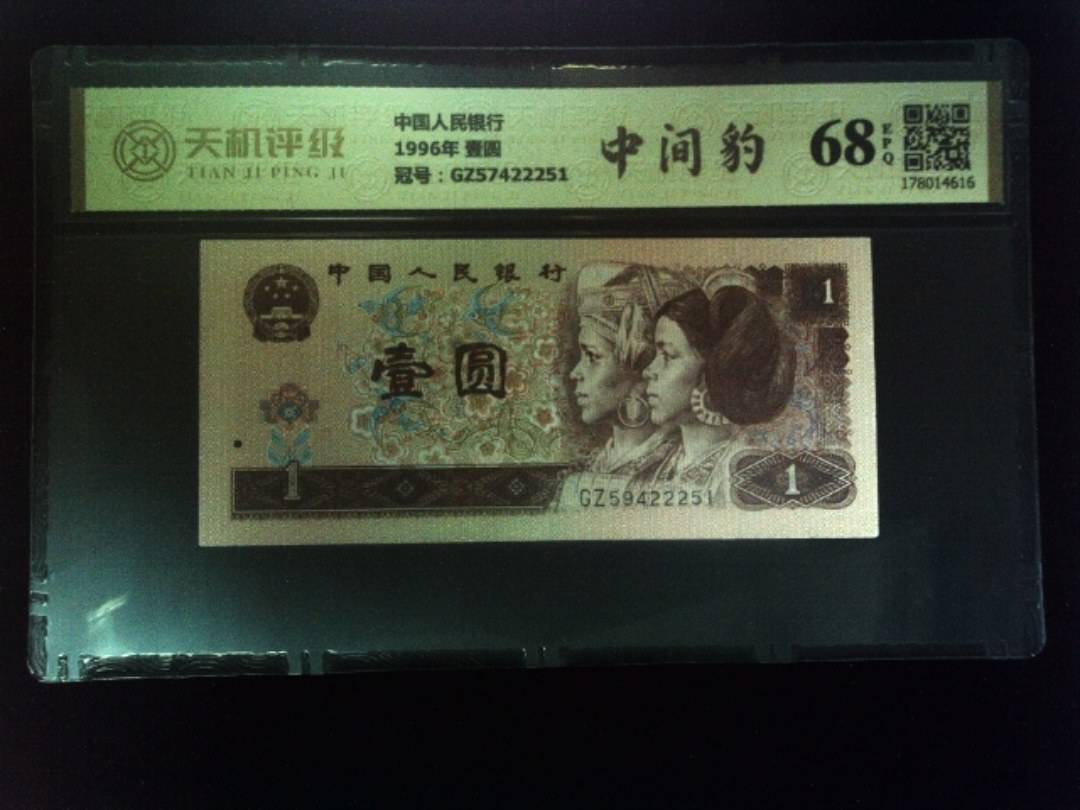 天机评级
TIAN JI PING JI
中国人民银行
1996年 壹圆
冠号：GZ57422251
中间豹
68
EPQ
178014616
中国人民银行
1
壹圆
1
GZ59422251
1